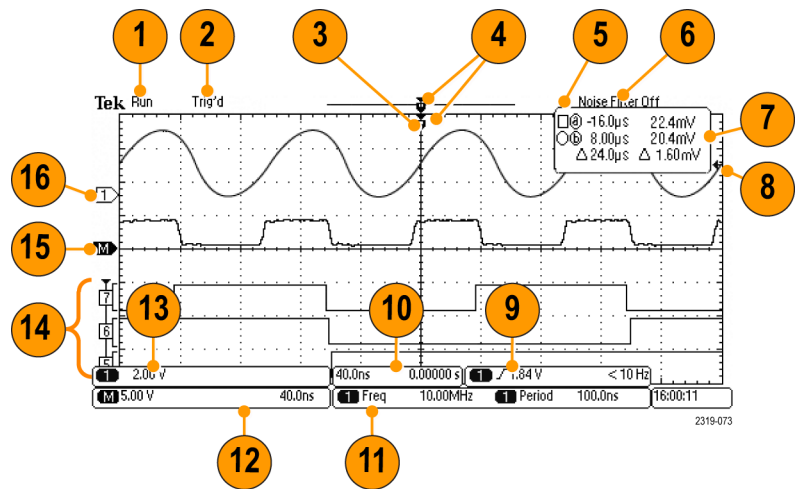 1 2 3 4 5 6
Tek Run Trig'd Noise Filter Off
a -16.0µs 22.4mV
b 8.00µs 20.4mV
Δ24.0µs Δ1.60mV
7
8
16
1
15
M
14
7
6
5
13 10 9
1 2.00 V 40.0ns 0.00000 s 1 1.84 V < 10 Hz
M 5.00 V 40.0ns 1 Freq 10.00MHz 1 Period 100.0ns 16:00:11
2319-073
12 11